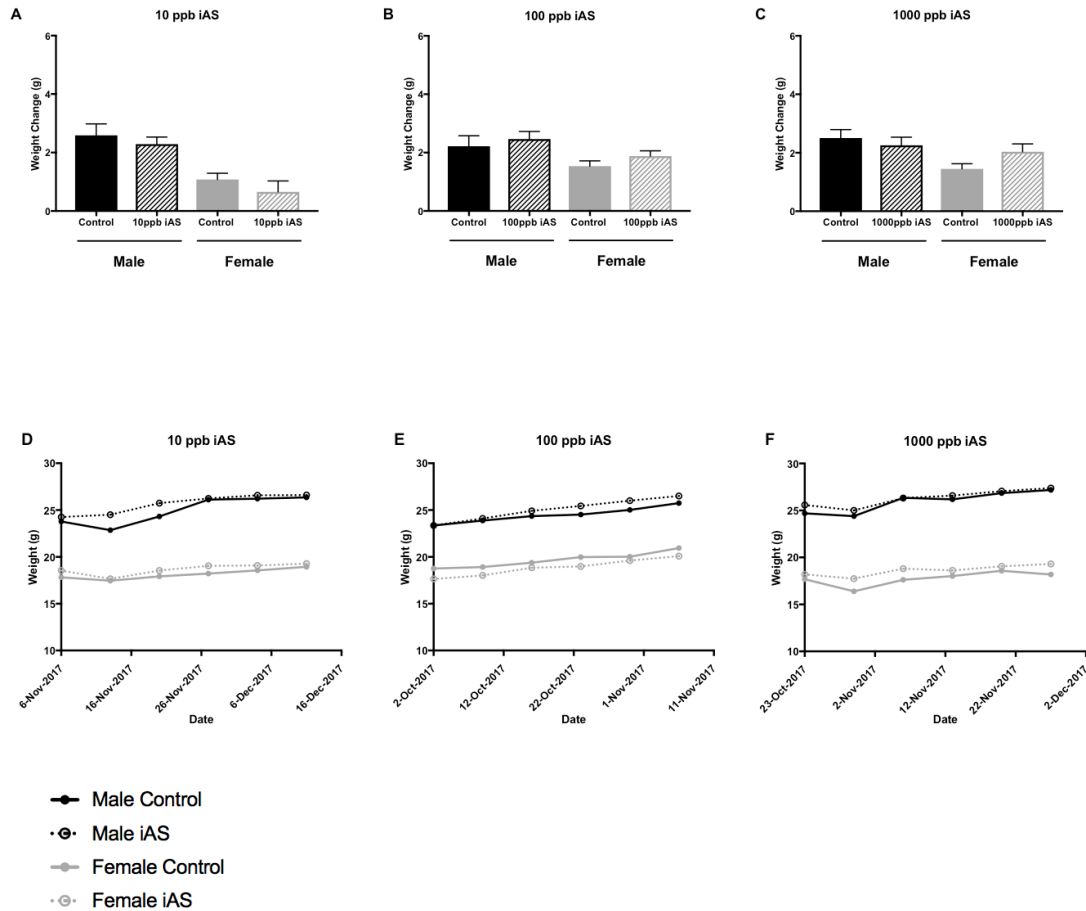 A 10 ppb iAS
Weight Change (g)
6
4
2
0
Control 10ppb iAS Control 10ppb iAS
Male Female
B 100 ppb iAS
Weight Change (g)
6
4
2
0
Control 100ppb iAS Control 100ppb iAS
Male Female
C 1000 ppb iAS
Weight Change (g)
6
4
2
0
Control 1000ppb iAS Control 1000ppb iAS
Male Female
D 10 ppb iAS
Weight (g)
30
25
20
15
10
6-Nov-2017 16-Nov-2017 26-Nov-2017 6-Dec-2017 16-Dec-2017
Date
E 100 ppb iAS
Weight (g)
30
25
20
15
10
2-Oct-2017 12-Oct-2017 22-Oct-2017 1-Nov-2017 11-Nov-2017
Date
F 1000 ppb iAS
Weight (g)
30
25
20
15
10
23-Oct-2017 2-Nov-2017 12-Nov-2017 22-Nov-2017 2-Dec-2017
Date
Male Control
Male iAS
Female Control
Female iAS